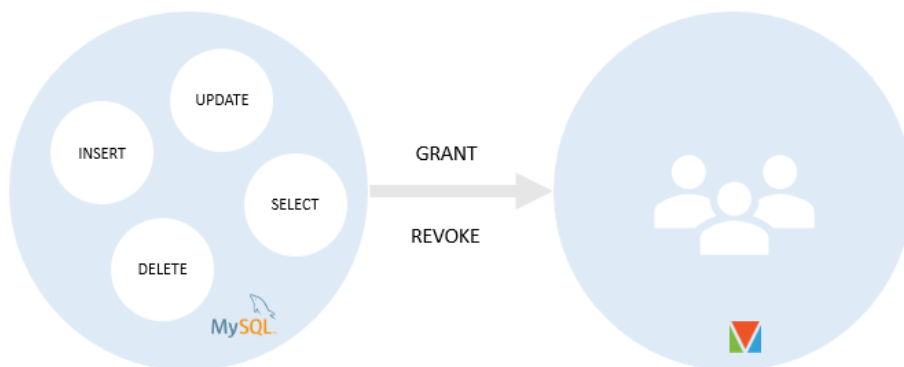 UPDATE
INSERT
SELECT
DELETE
MySQL
GRANT
REVOKE